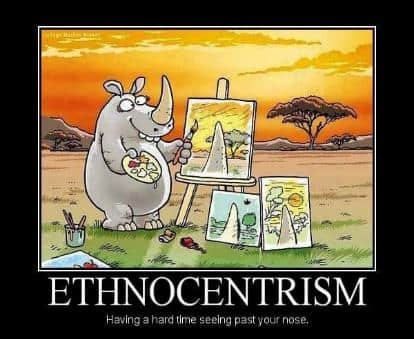 ETHNOCENTRISM
Having a hard time seeing past your nose.